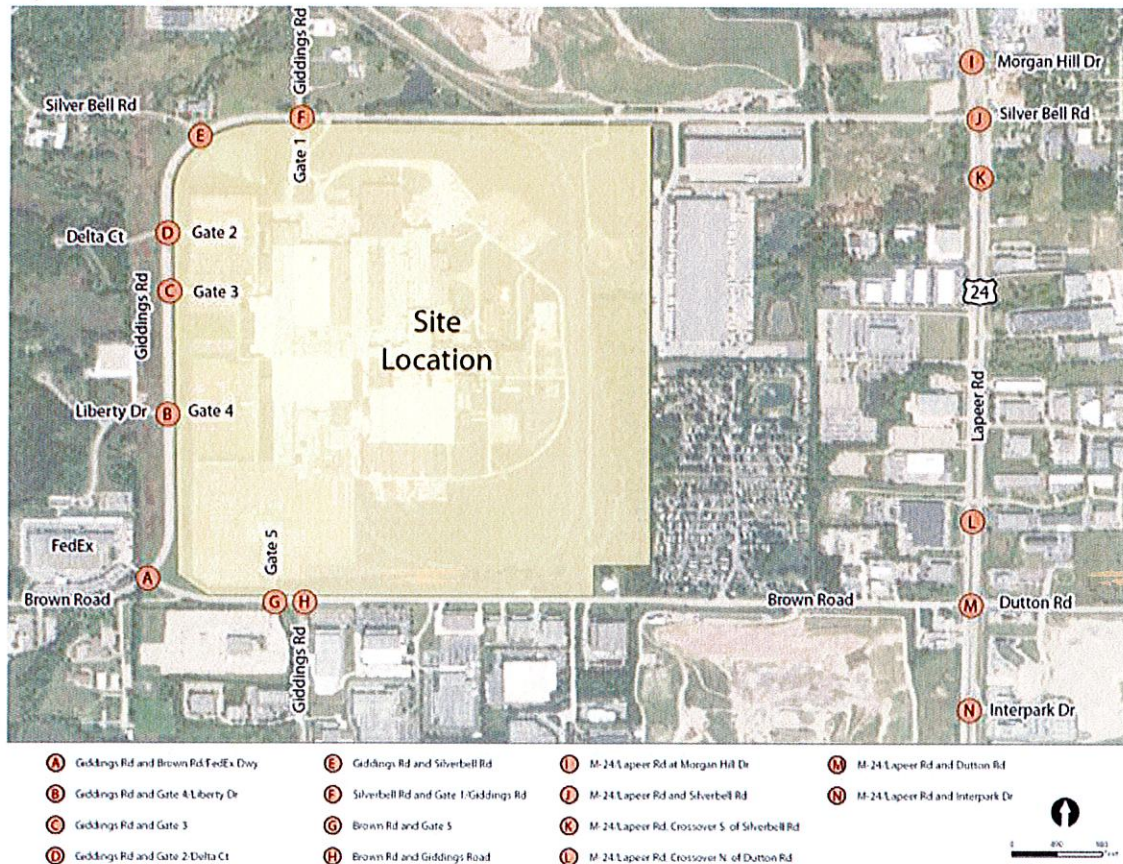 Giddings Rd
Morgan Hill Dr
Silver Bell Rd
Silver Bell Rd
I
F
J
E
Gate 1
K
Delta Ct
D
Gate 2
C
Gate 3
Giddings Rd
24
Site
Location
Liberty Dr
B
Gate 4
Lapeer Rd
L
FedEx
Gate 5
A
Brown Road
G
H
Brown Road
M
Dutton Rd
Giddings Rd
N
Interpark Dr
A Giddings Rd and Brown Rd/FedEx Dwy
B Giddings Rd and Gate 4/Liberty Dr
C Giddings Rd and Gate 3
D Giddings Rd and Gate 2/Delta Ct
E Giddings Rd and Silverbell Rd
F Silverbell Rd and Gate 1/Giddings Rd
G Brown Rd and Gate 5
H Brown Rd and Giddings Road
I M-24/Lapeer Rd at Morgan Hill Dr
J M-24/Lapeer Rd and Silverbell Rd
K M-24/Lapeer Rd. Crossover S. of Silverbell Rd
L M-24/Lapeer Rd. Crossover N. of Dutton Rd
M M-24/Lapeer Rd and Dutton Rd
N M-24/Lapeer Rd and Interpark Dr
0
Feet